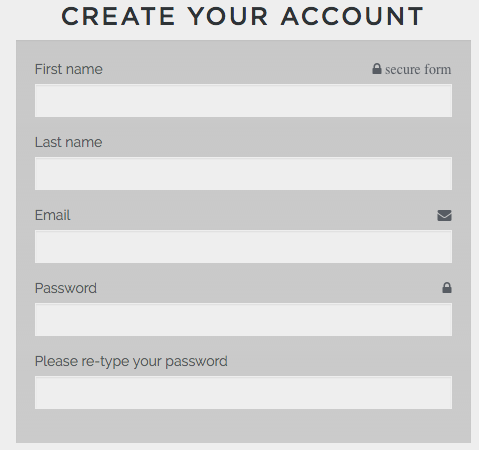 CREATE YOUR ACCOUNT
First name
secure form
Last name
Email
Password
Please re-type your password